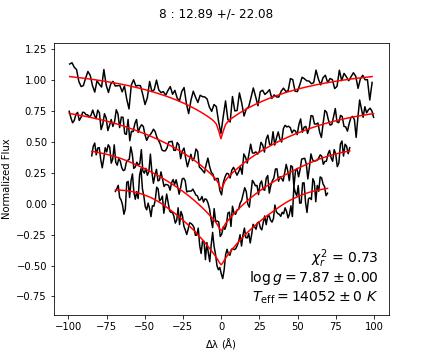 8 : 12.89 +/- 22.08
1.25
1.00
0.75
0.50
0.25
0.00
−0.25
−0.50
−0.75
Normalized Flux
χ²ᵣ = 0.73
log g = 7.87 ± 0.00
T_eff = 14052 ± 0 K
−100 −75 −50 −25 0 25 50 75 100
Δλ (Å)